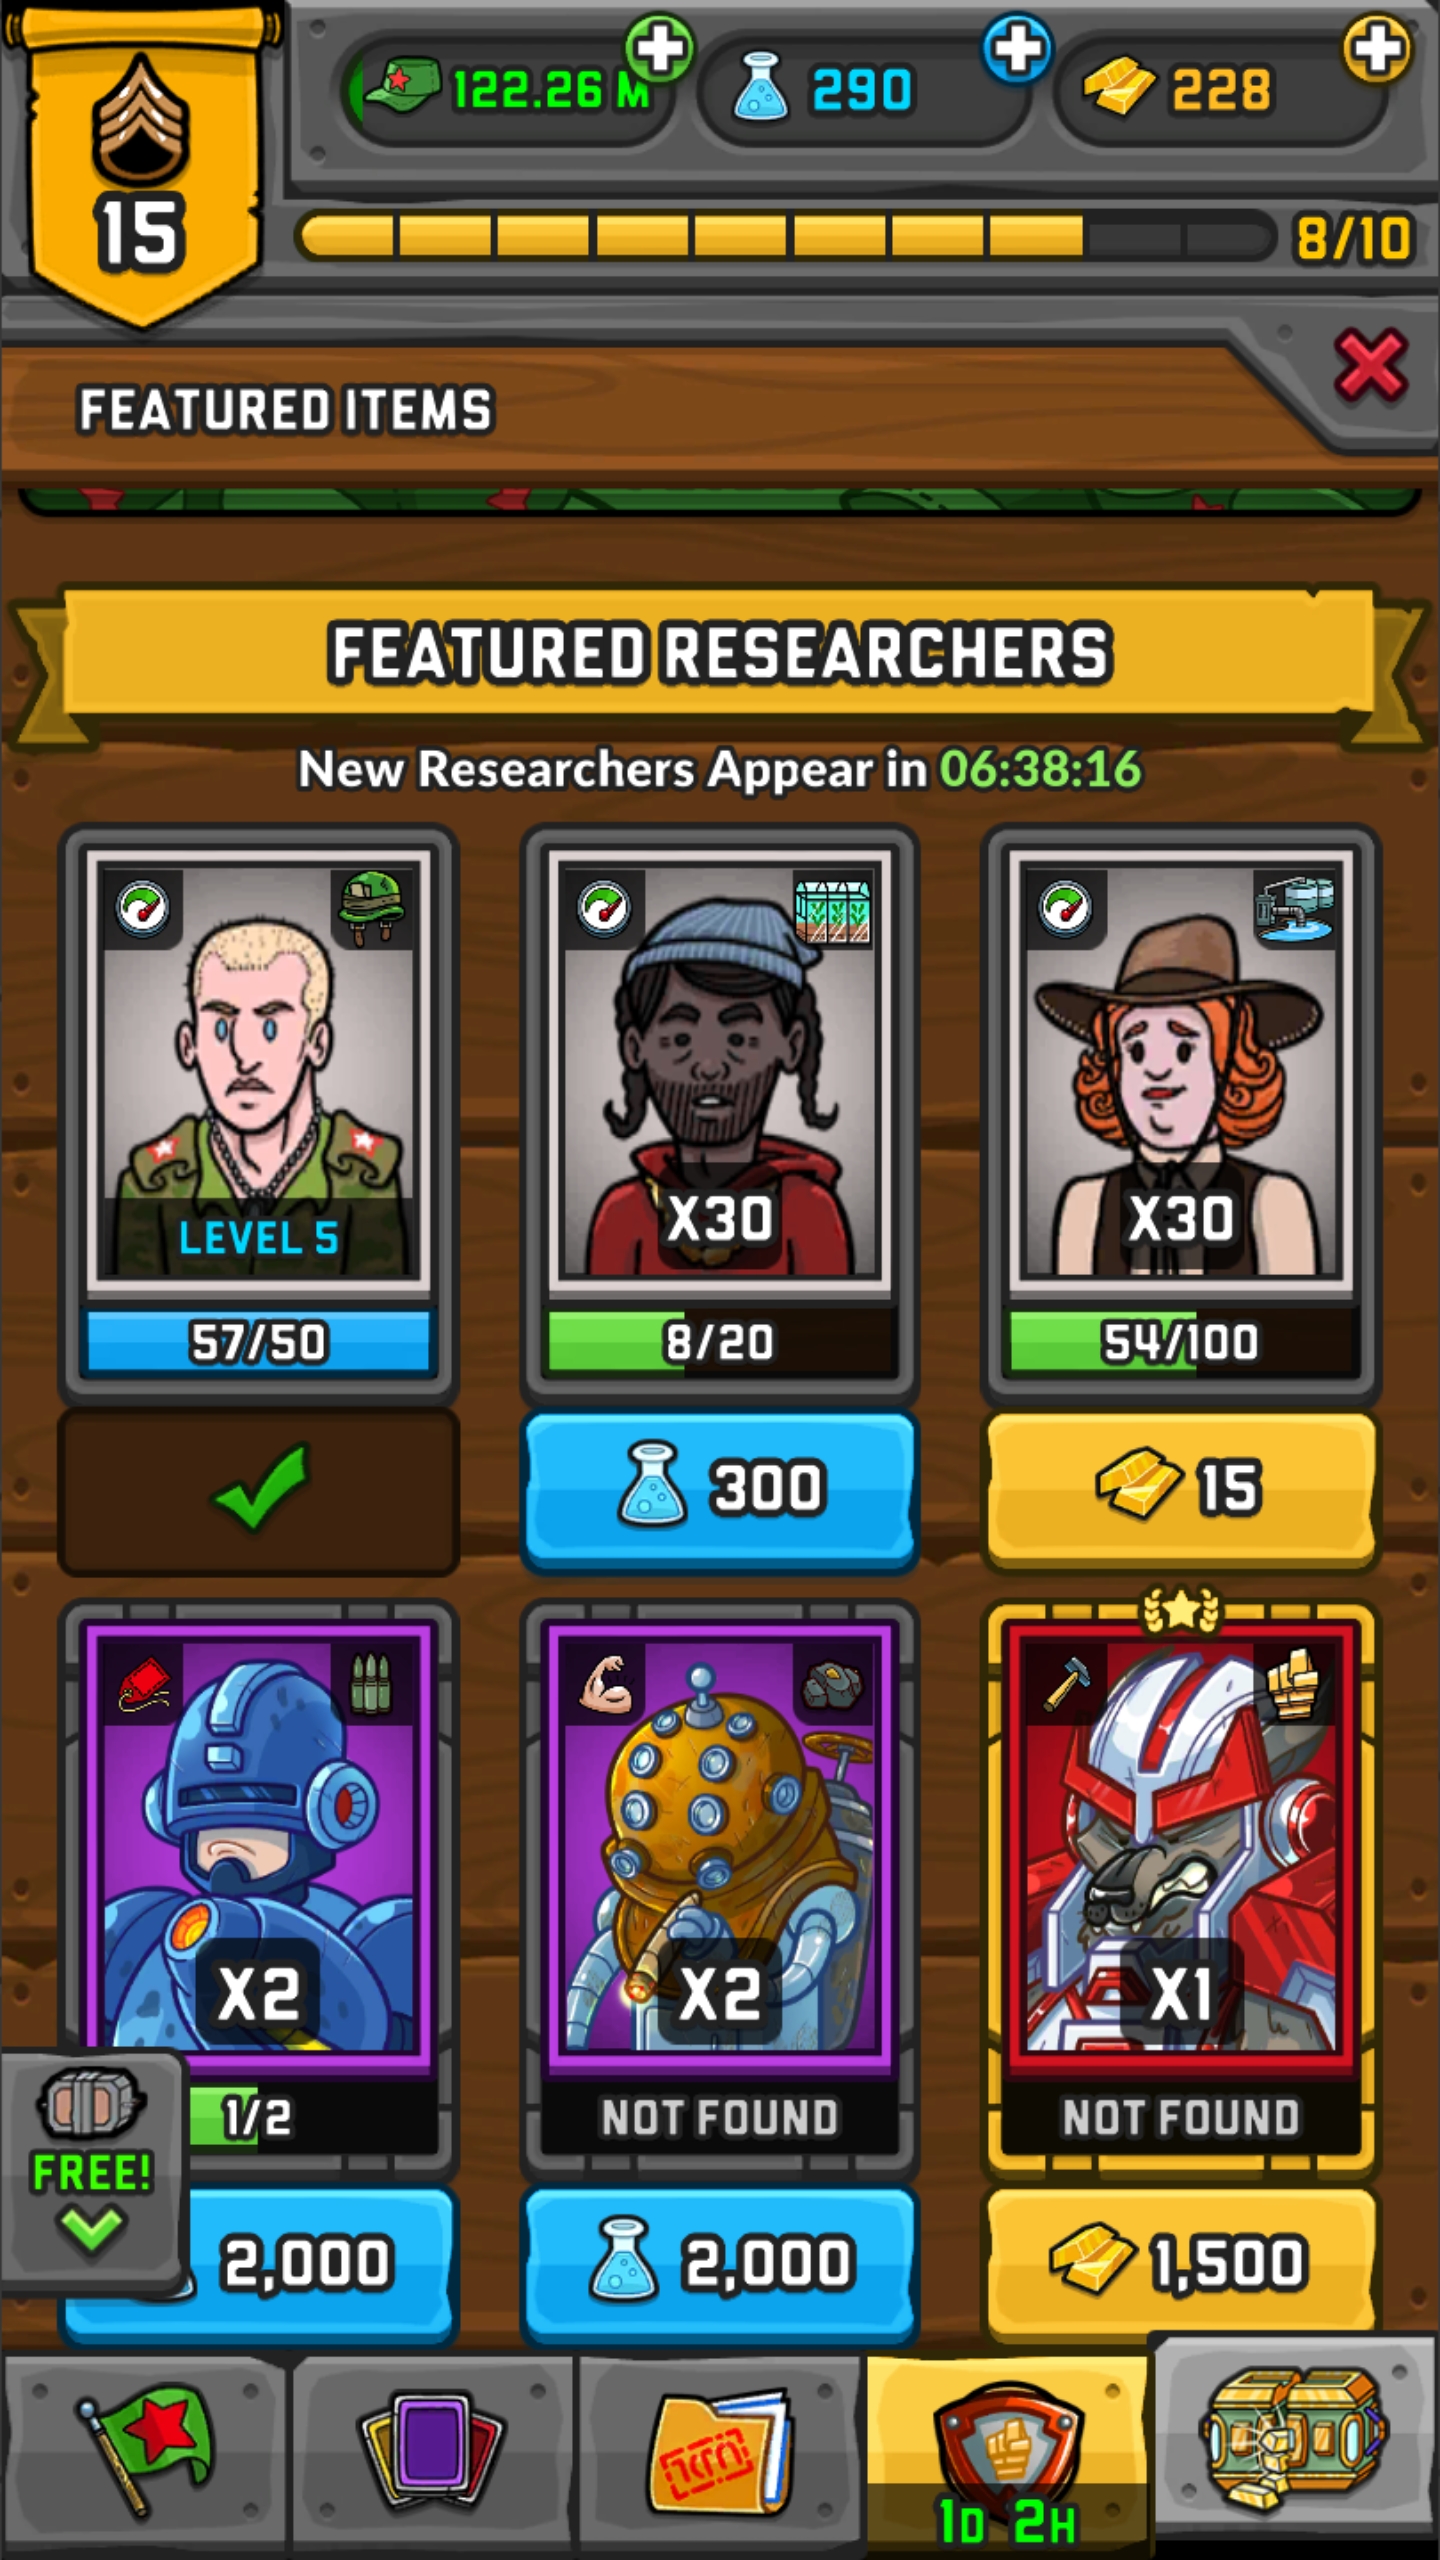 122.26 M 290 228
15
8/10
FEATURED ITEMS
FEATURED RESEARCHERS
New Researchers Appear in 06:38:16
LEVEL 5 X30 X30
57/50 8/20 54/100
300 15
X2 X2 X1
1/2 NOT FOUND NOT FOUND
FREE!
2,000 2,000 1,500
1D 2H